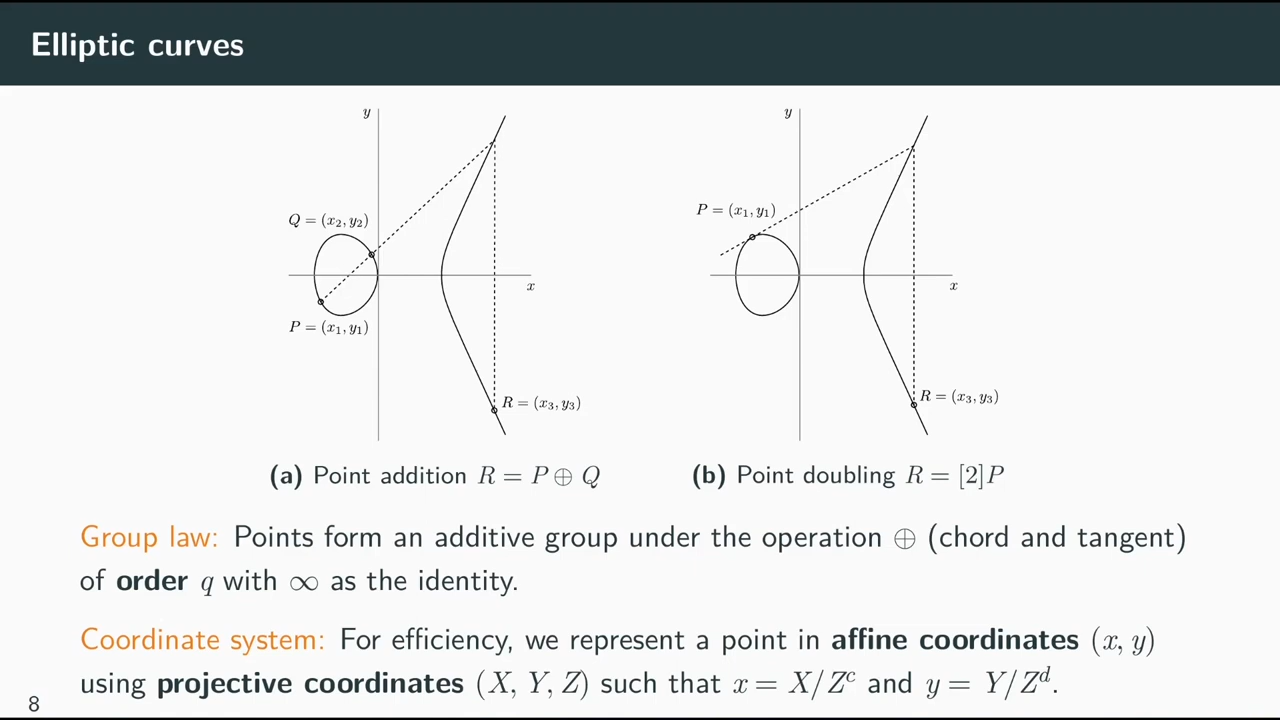 Elliptic curves
y
Q = (x₂, y₂)
x
P = (x₁, y₁)
R = (x₃, y₃)
(a) Point addition R = P ⊕ Q
y
P = (x₁, y₁)
x
R = (x₃, y₃)
(b) Point doubling R = [2]P
Group law: Points form an additive group under the operation ⊕ (chord and tangent)
of order q with ∞ as the identity.
Coordinate system: For efficiency, we represent a point in affine coordinates (x, y)
using projective coordinates (X, Y, Z) such that x = X/Zᶜ and y = Y/Zᵈ.
8